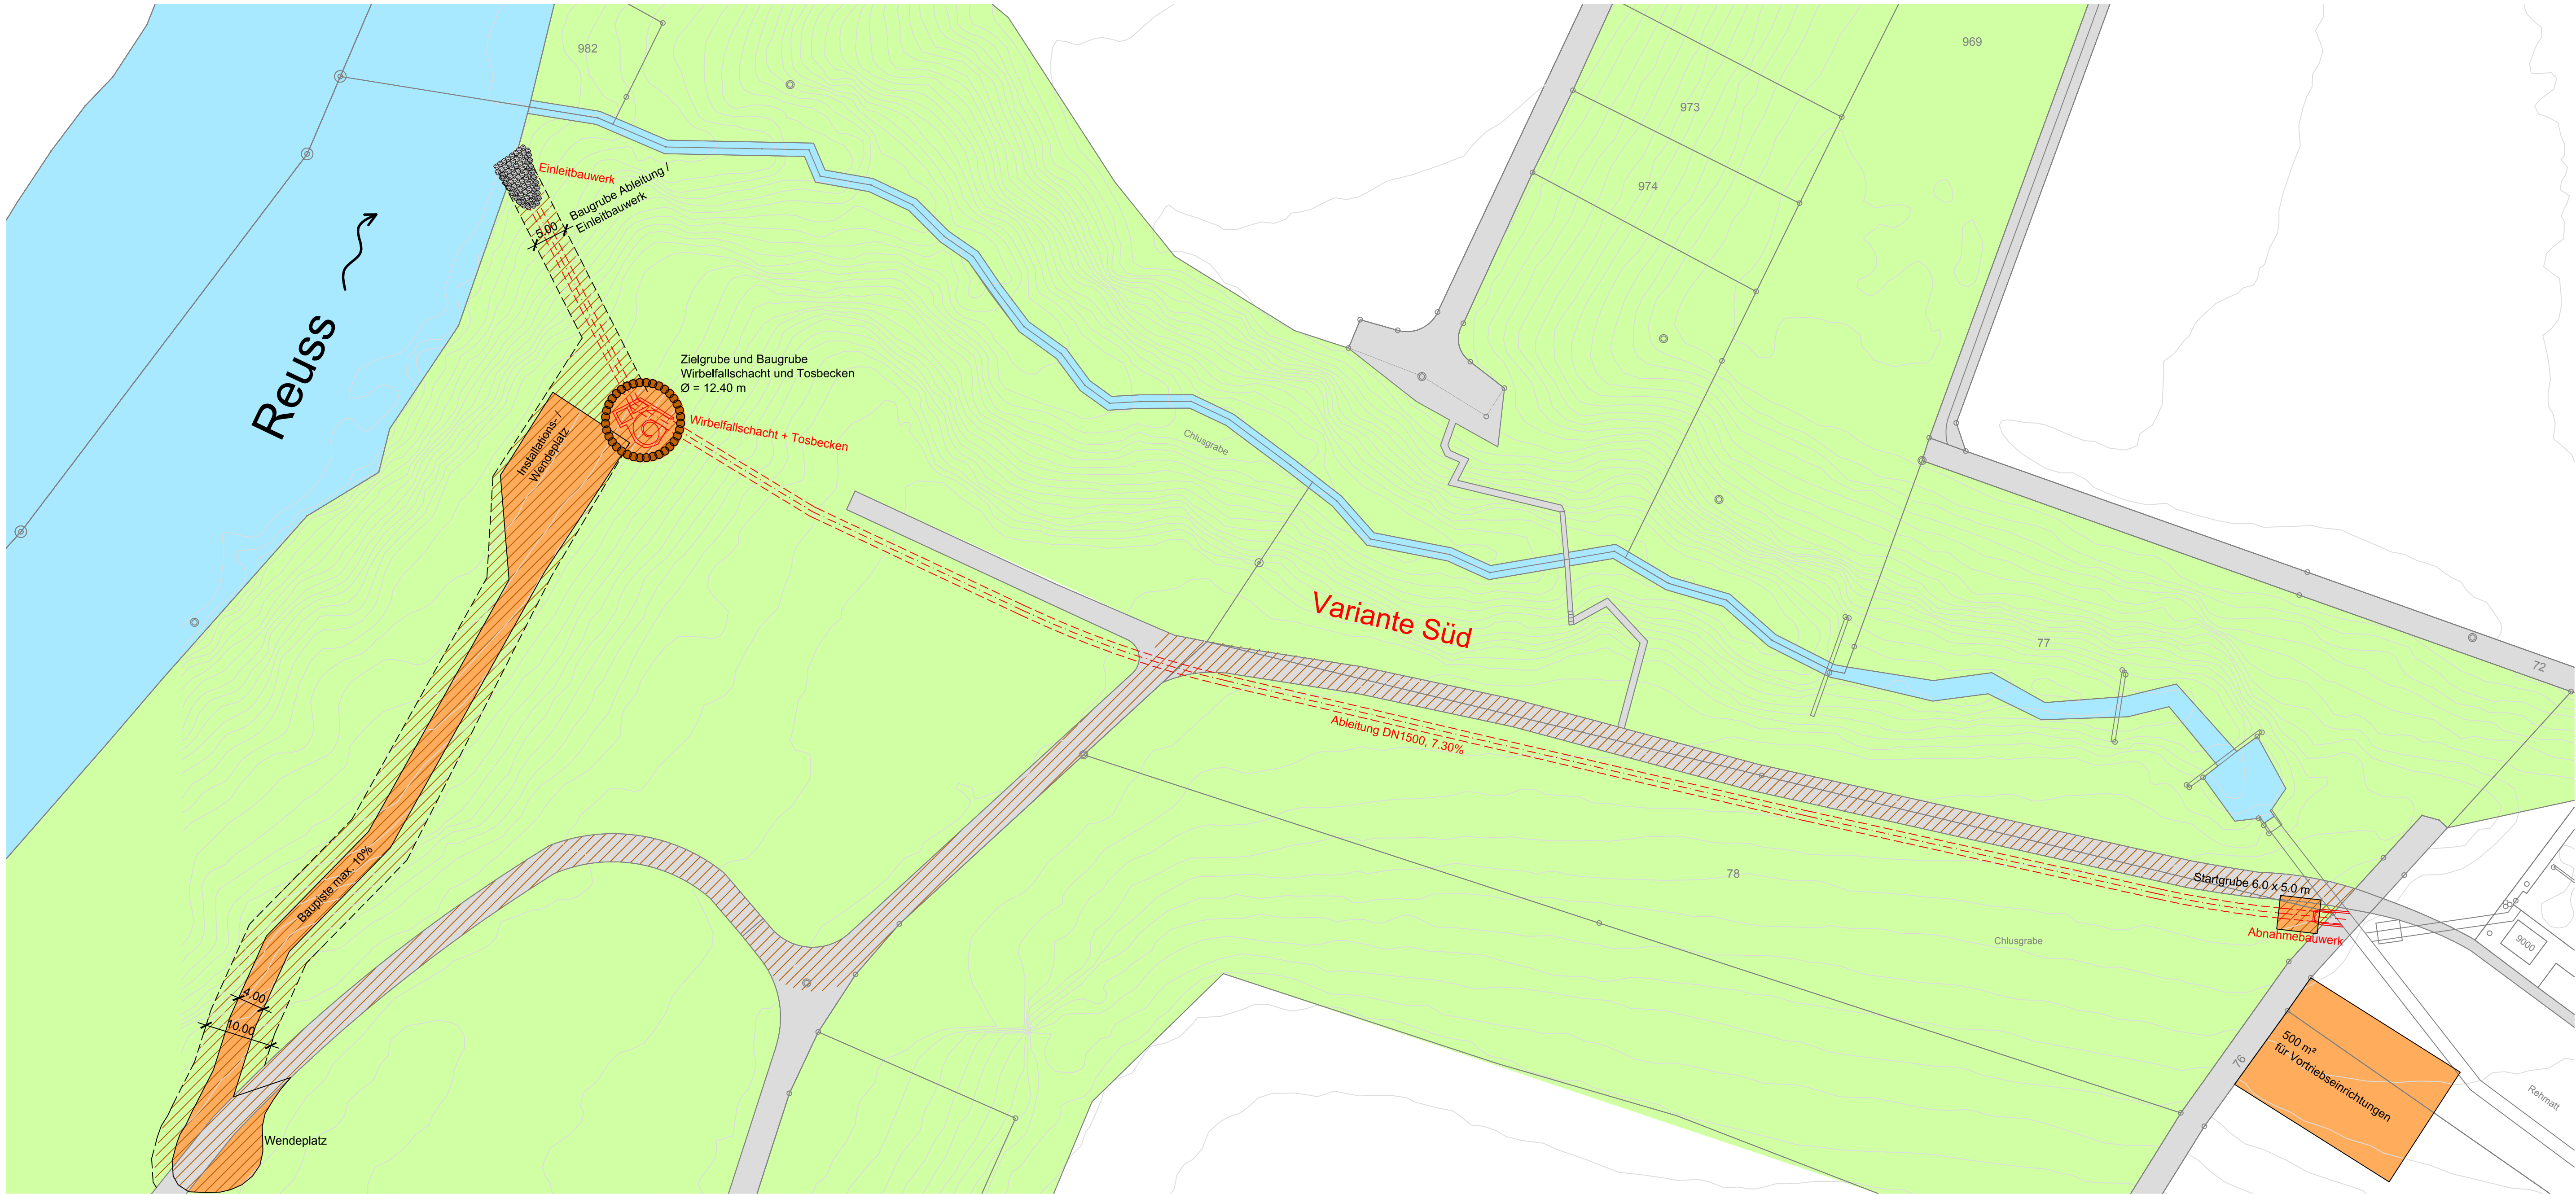 982
969
973
974
Einleitbauwerk
Baugrube Ableitung /
Einleitbauwerk
5.00
Reuss
Zielgrube und Baugrube
Wirbelfallschacht und Tosbecken
Ø = 12.40 m
Wirbelfallschacht + Tosbecken
Installations- /
Wendeplatz
Chlusgrabe
Variante Süd
77
72
Ableitung DN1500, 7.30%
78
Baupiste max. 10%
Startgrube 6.0 x 5.0 m
Abnahmebauwerk
Chlusgrabe
9000
4.00
10.00
500 m²
für Vortriebseinrichtungen
76
Rehmatt
Wendeplatz